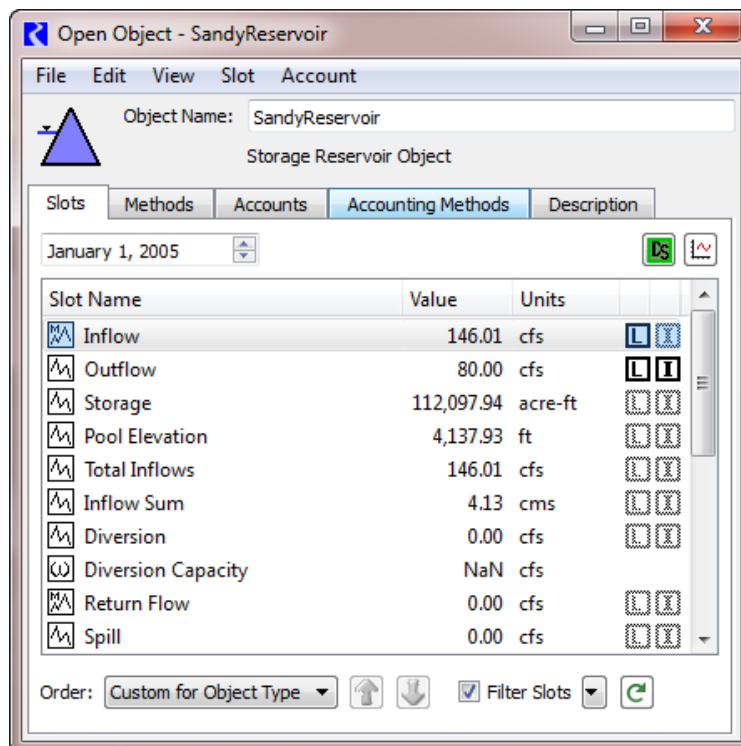 Open Object - SandyReservoir
File Edit View Slot Account
Object Name: SandyReservoir
Storage Reservoir Object
Slots Methods Accounts Accounting Methods Description
January 1, 2005 DS
Slot Name Value Units
M Inflow 146.01 cfs L I
Outflow 80.00 cfs L I
Storage 112,097.94 acre-ft L I
Pool Elevation 4,137.93 ft L I
Total Inflows 146.01 cfs L I
Inflow Sum 4.13 cms L I
Diversion 0.00 cfs L I
ω Diversion Capacity NaN cfs
M Return Flow 0.00 cfs L I
Spill 0.00 cfs L I
Order: Custom for Object Type Filter Slots